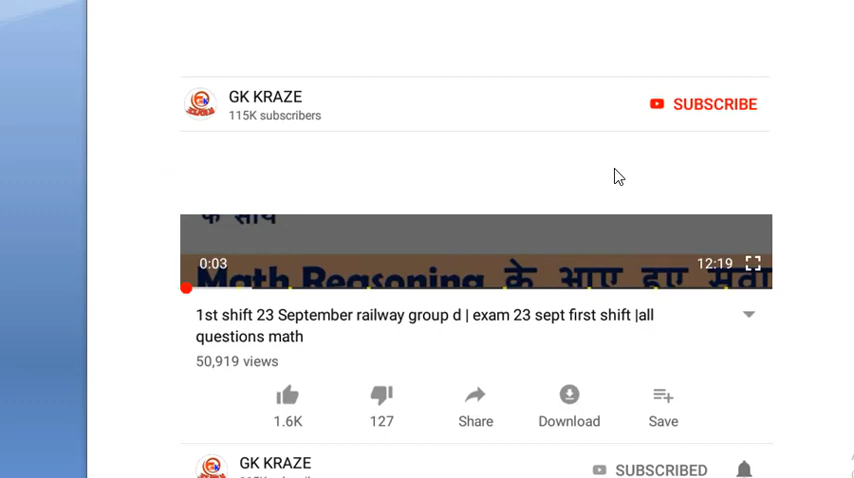 GK KRAZE
115K subscribers
SUBSCRIBE
के साथ
0:03
12:19
Math Reasoning के आए हुए
1st shift 23 September railway group d | exam 23 sept first shift |all
questions math
50,919 views
1.6K
127
Share
Download
Save
GK KRAZE
SUBSCRIBED